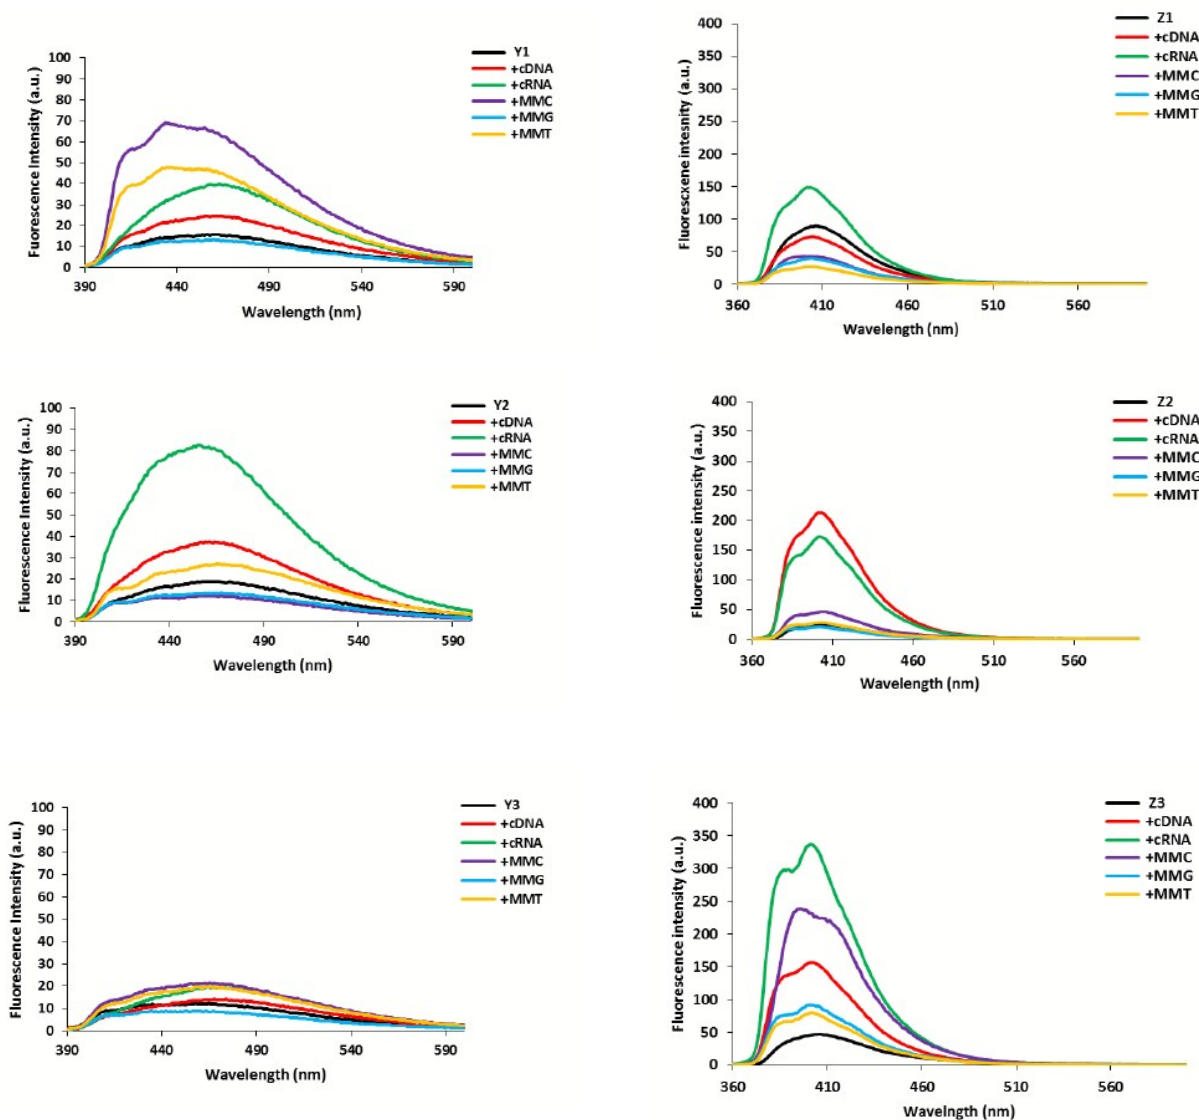 Y1
+cDNA
+cRNA
+MMC
+MMG
+MMT
Fuorescence Intensity (a.u.)
100
90
80
70
60
50
40
30
20
10
0
390 440 490 540 590
Wavelength (nm)
Z1
+cDNA
+cRNA
+MMC
+MMG
+MMT
Fluorescxene intesnity (a.u.)
400
350
300
250
200
150
100
50
0
360 410 460 510 560
Wavelength (nm)
Y2
+cDNA
+cRNA
+MMC
+MMG
+MMT
Fluorescence Intensity (a.u.)
100
90
80
70
60
50
40
30
20
10
0
390 440 490 540 590
Wavelength (nm)
Z2
+cDNA
+cRNA
+MMC
+MMG
+MMT
Fluorescence intensity (a.u.)
400
350
300
250
200
150
100
50
0
360 410 460 510 560
Wavelength (nm)
Y3
+cDNA
+cRNA
+MMC
+MMG
+MMT
Fluorescence Intensity (a.u.)
100
90
80
70
60
50
40
30
20
10
0
390 440 490 540 590
Wavelength (nm)
Z3
+cDNA
+cRNA
+MMC
+MMG
+MMT
Fluorescence intensity (a.u.)
400
350
300
250
200
150
100
50
0
360 410 460 510 560
Wavelnegth (nm)